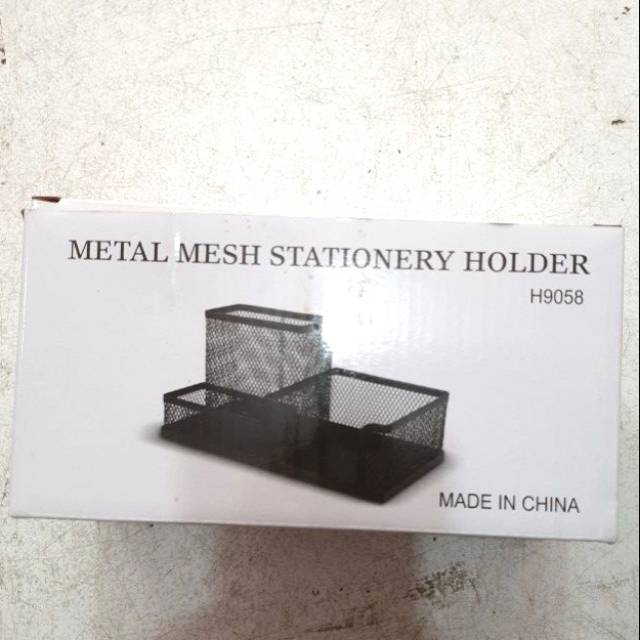 METAL MESH STATIONERY HOLDER
H9058
MADE IN CHINA